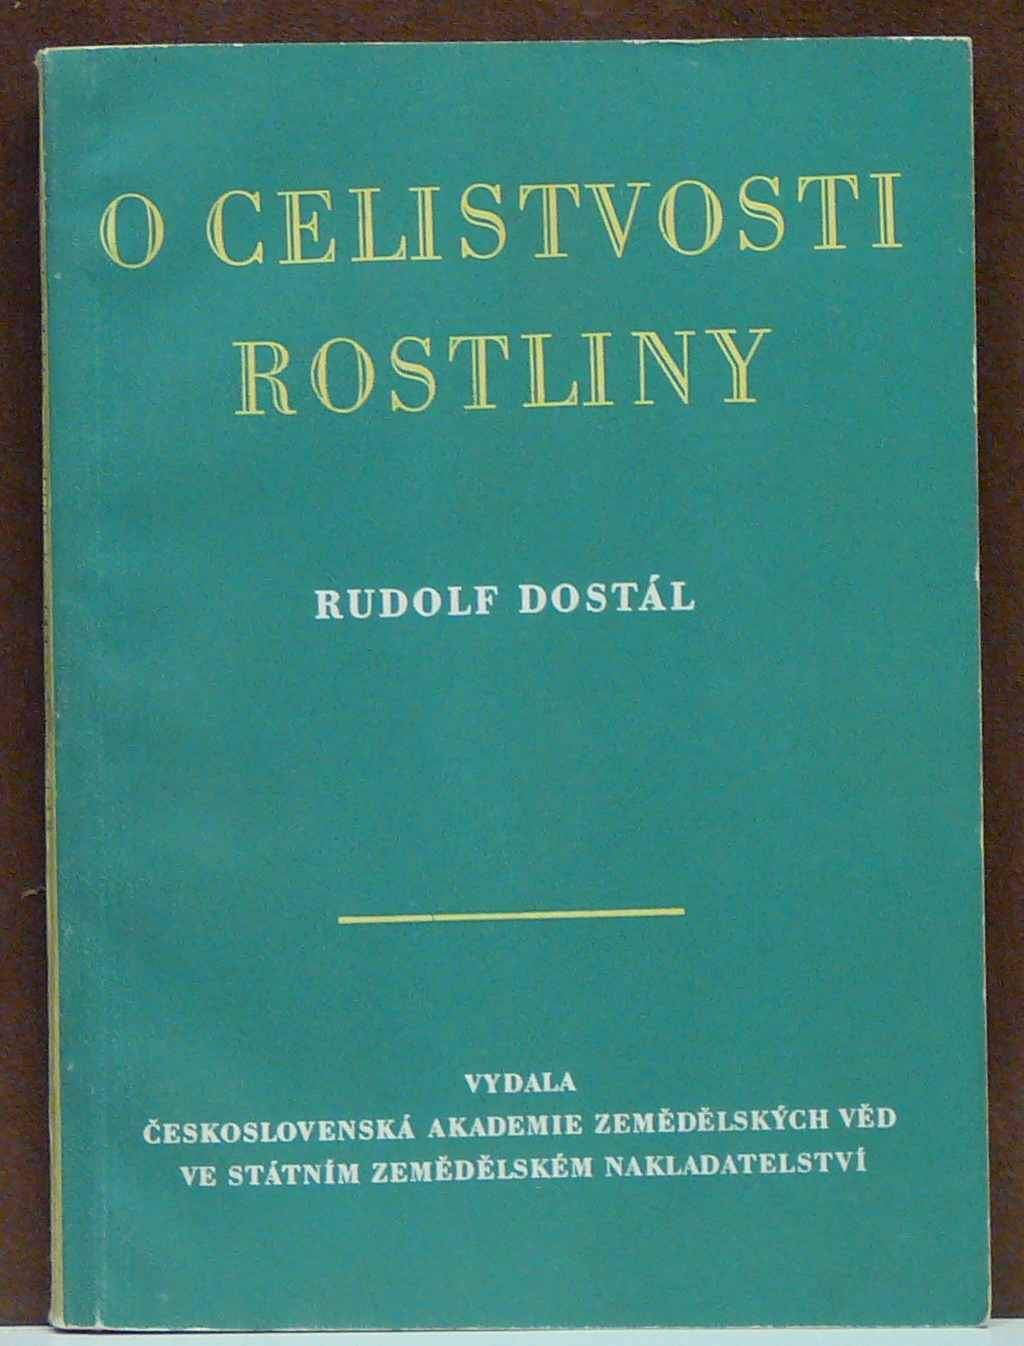 O CELISTVOSTI
ROSTLINY
RUDOLF DOSTÁL
VYDALA
ČESKOSLOVENSKÁ AKADEMIE ZEMĚDĚLSKÝCH VĚD
VE STÁTNÍM ZEMĚDĚLSKÉM NAKLADATELSTVÍ